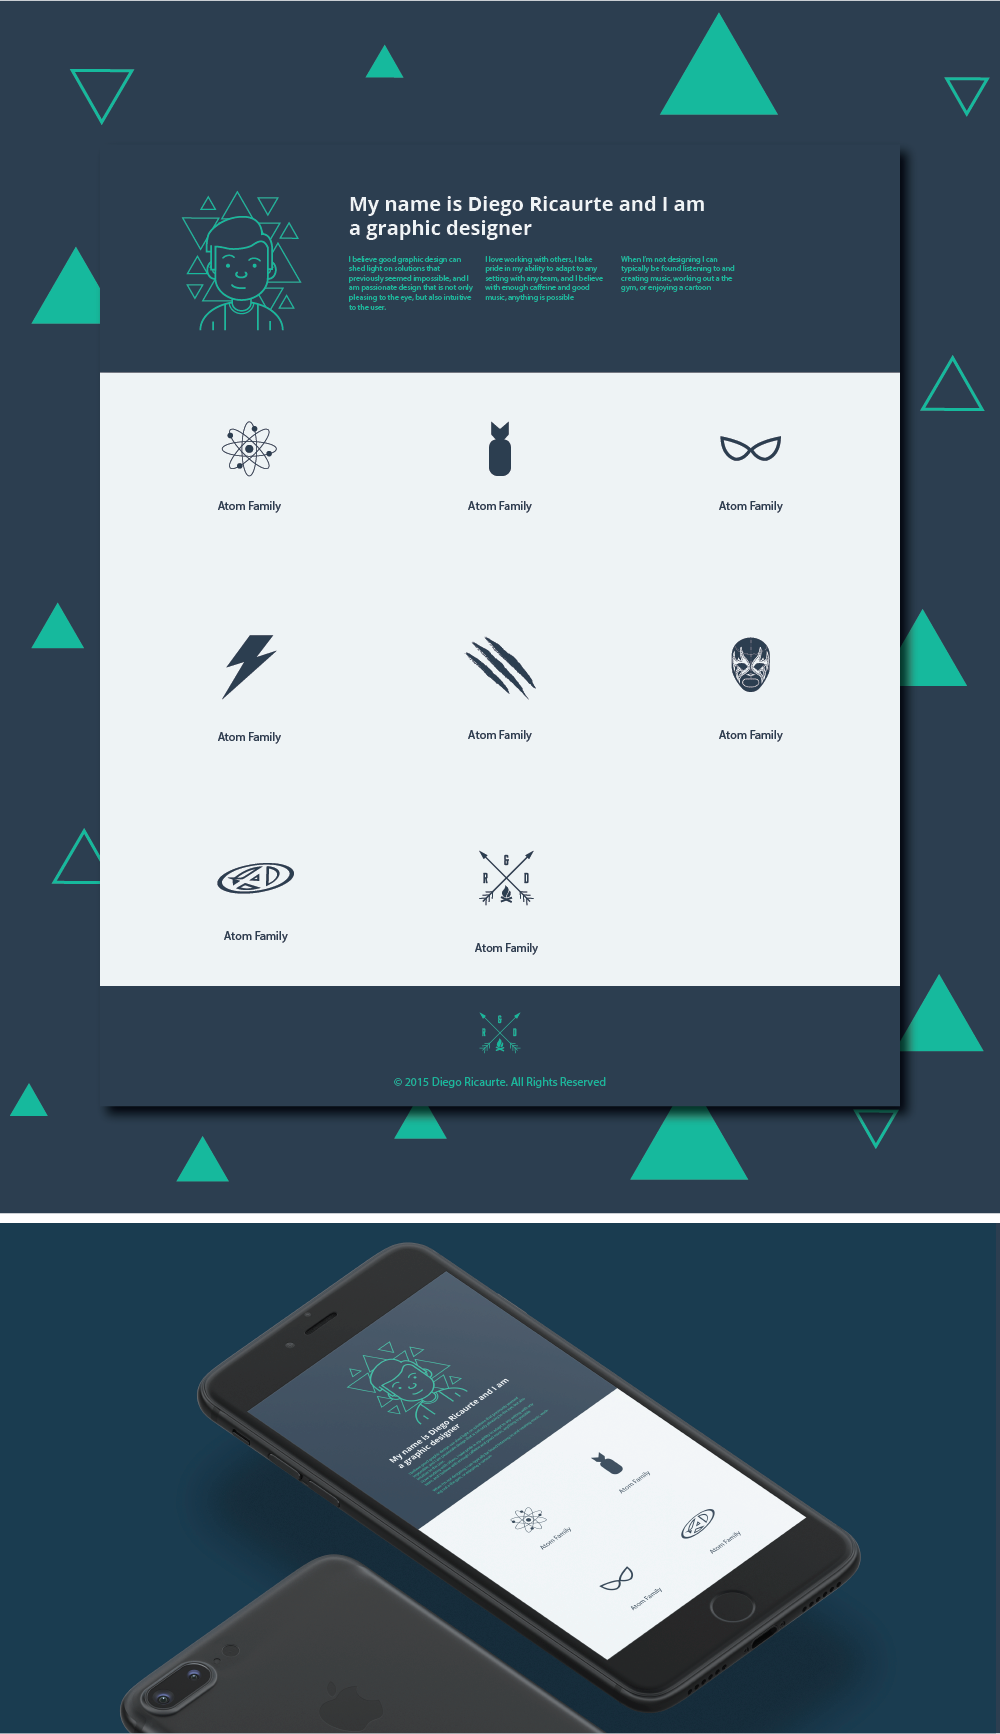 My name is Diego Ricaurte and I am
a graphic designer
I believe good graphic design can
shed light on solutions that
previously seemed impossible, and I
am passionate design that is not only
pleasing to the eye, but also intuitive
to the user.
I love working with others, I take
pride in my ability to adapt to any
setting with any team, and I believe
with enough caffeine and good
music, anything is possible
When I'm not designing I can
typically be found listening to and
creating music, working out a the
gym, or enjoying a cartoon
Atom Family
Atom Family
Atom Family
Atom Family
Atom Family
Atom Family
Atom Family
&
R D
Atom Family
&
R D
© 2015 Diego Ricaurte. All Rights Reserved
My name is Diego Ricaurte and I am
a graphic designer
Atom Family
Atom Family
Atom Family
Atom Family